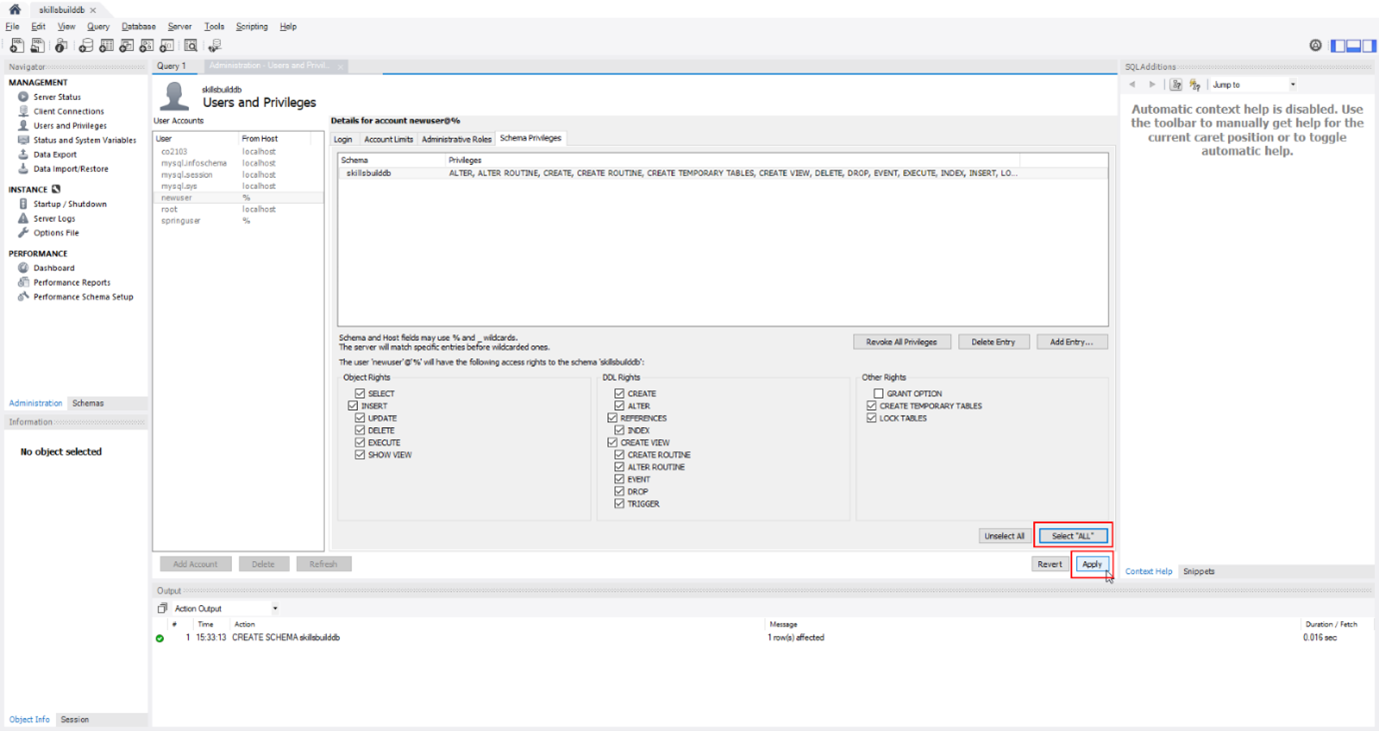 skillsbuilddb
File Edit View Query Database Server Tools Scripting Help
Navigator
MANAGEMENT
Server Status
Client Connections
Users and Privileges
Status and System Variables
Data Export
Data Import/Restore
INSTANCE
Startup / Shutdown
Server Logs
Options File
PERFORMANCE
Dashboard
Performance Reports
Performance Schema Setup
Administration Schemas
Information
No object selected
Object Info Session
Query 1 Administration - Users and Privil...
skillsbuilddb
Users and Privileges
User Accounts
User From Host
co2103 localhost
mysql.infoschema localhost
mysql.session localhost
mysql.sys localhost
newuser %
root localhost
springuser %
Add Account Delete Refresh
Details for account newuser@%
Login Account Limits Administrative Roles Schema Privileges
Schema Privileges
skillsbuilddb ALTER, ALTER ROUTINE, CREATE, CREATE ROUTINE, CREATE TEMPORARY TABLES, CREATE VIEW, DELETE, DROP, EVENT, EXECUTE, INDEX, INSERT, LO...
Schema and Host fields may use % and _ wildcards.
The server will match specific entries before wildcarded ones.
Revoke All Privileges Delete Entry Add Entry...
The user 'newuser'@'%' will have the following access rights to the schema 'skillsbuilddb':
Object Rights
SELECT
INSERT
UPDATE
DELETE
EXECUTE
SHOW VIEW
DDL Rights
CREATE
ALTER
REFERENCES
INDEX
CREATE VIEW
CREATE ROUTINE
ALTER ROUTINE
EVENT
DROP
TRIGGER
Other Rights
GRANT OPTION
CREATE TEMPORARY TABLES
LOCK TABLES
Unselect All Select "ALL"
Revert Apply
SQLAdditions
Jump to
Automatic context help is disabled. Use
the toolbar to manually get help for the
current caret position or to toggle
automatic help.
Context Help Snippets
Output
Action Output
# Time Action Message Duration / Fetch
1 15:33:13 CREATE SCHEMA skillsbuilddb 1 row(s) affected 0.016 sec